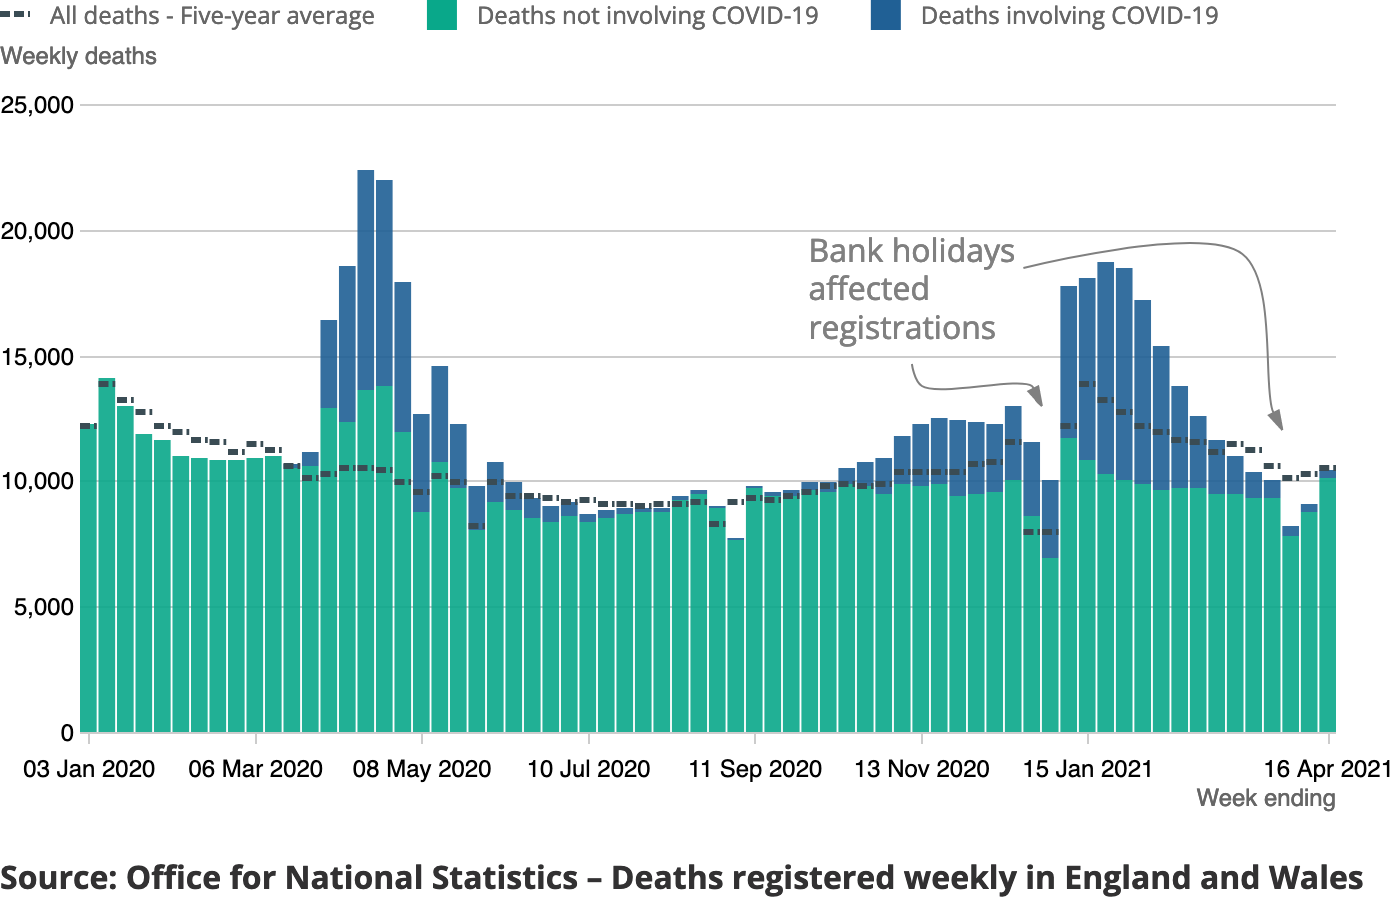 All deaths - Five-year average
Deaths not involving COVID-19
Deaths involving COVID-19
Weekly deaths
25,000
20,000
15,000
10,000
5,000
0
Bank holidays
affected
registrations
03 Jan 2020
06 Mar 2020
08 May 2020
10 Jul 2020
11 Sep 2020
13 Nov 2020
15 Jan 2021
16 Apr 2021
Week ending
Source: Office for National Statistics – Deaths registered weekly in England and Wales